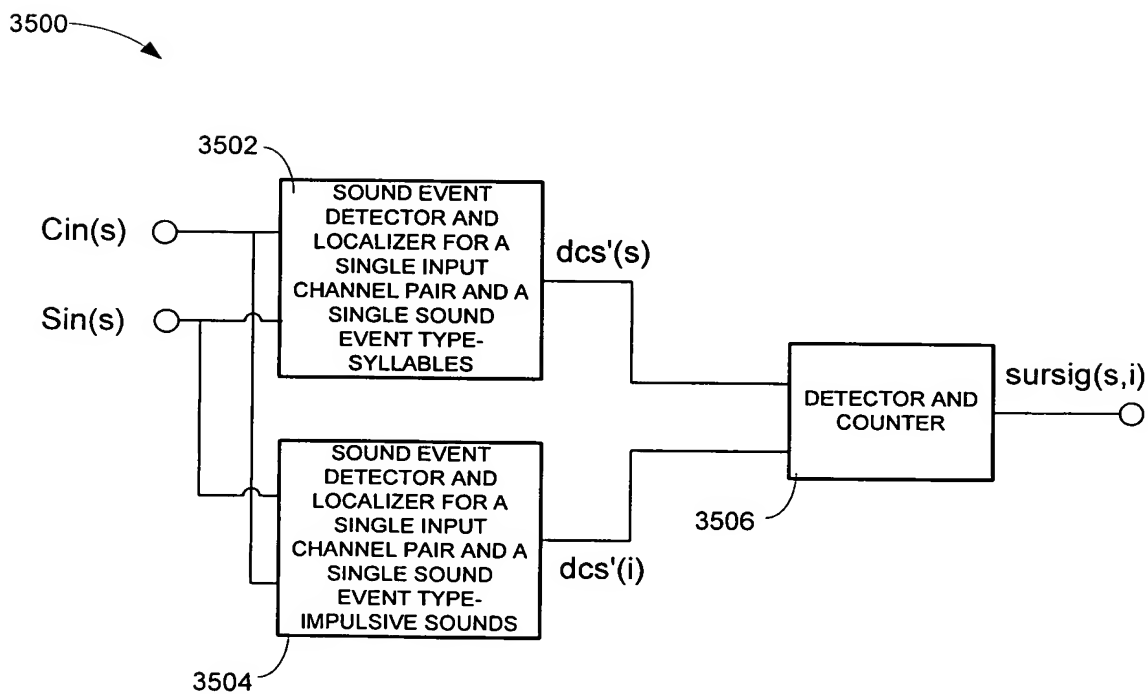 3500
3502
Cin(s)
Sin(s)
SOUND EVENT
DETECTOR AND
LOCALIZER FOR A
SINGLE INPUT
CHANNEL PAIR AND A
SINGLE SOUND
EVENT TYPE-
SYLLABLES
dcs'(s)
SOUND EVENT
DETECTOR AND
LOCALIZER FOR A
SINGLE INPUT
CHANNEL PAIR AND A
SINGLE SOUND
EVENT TYPE-
IMPULSIVE SOUNDS
dcs'(i)
3504
DETECTOR AND
COUNTER
3506
sursig(s,i)